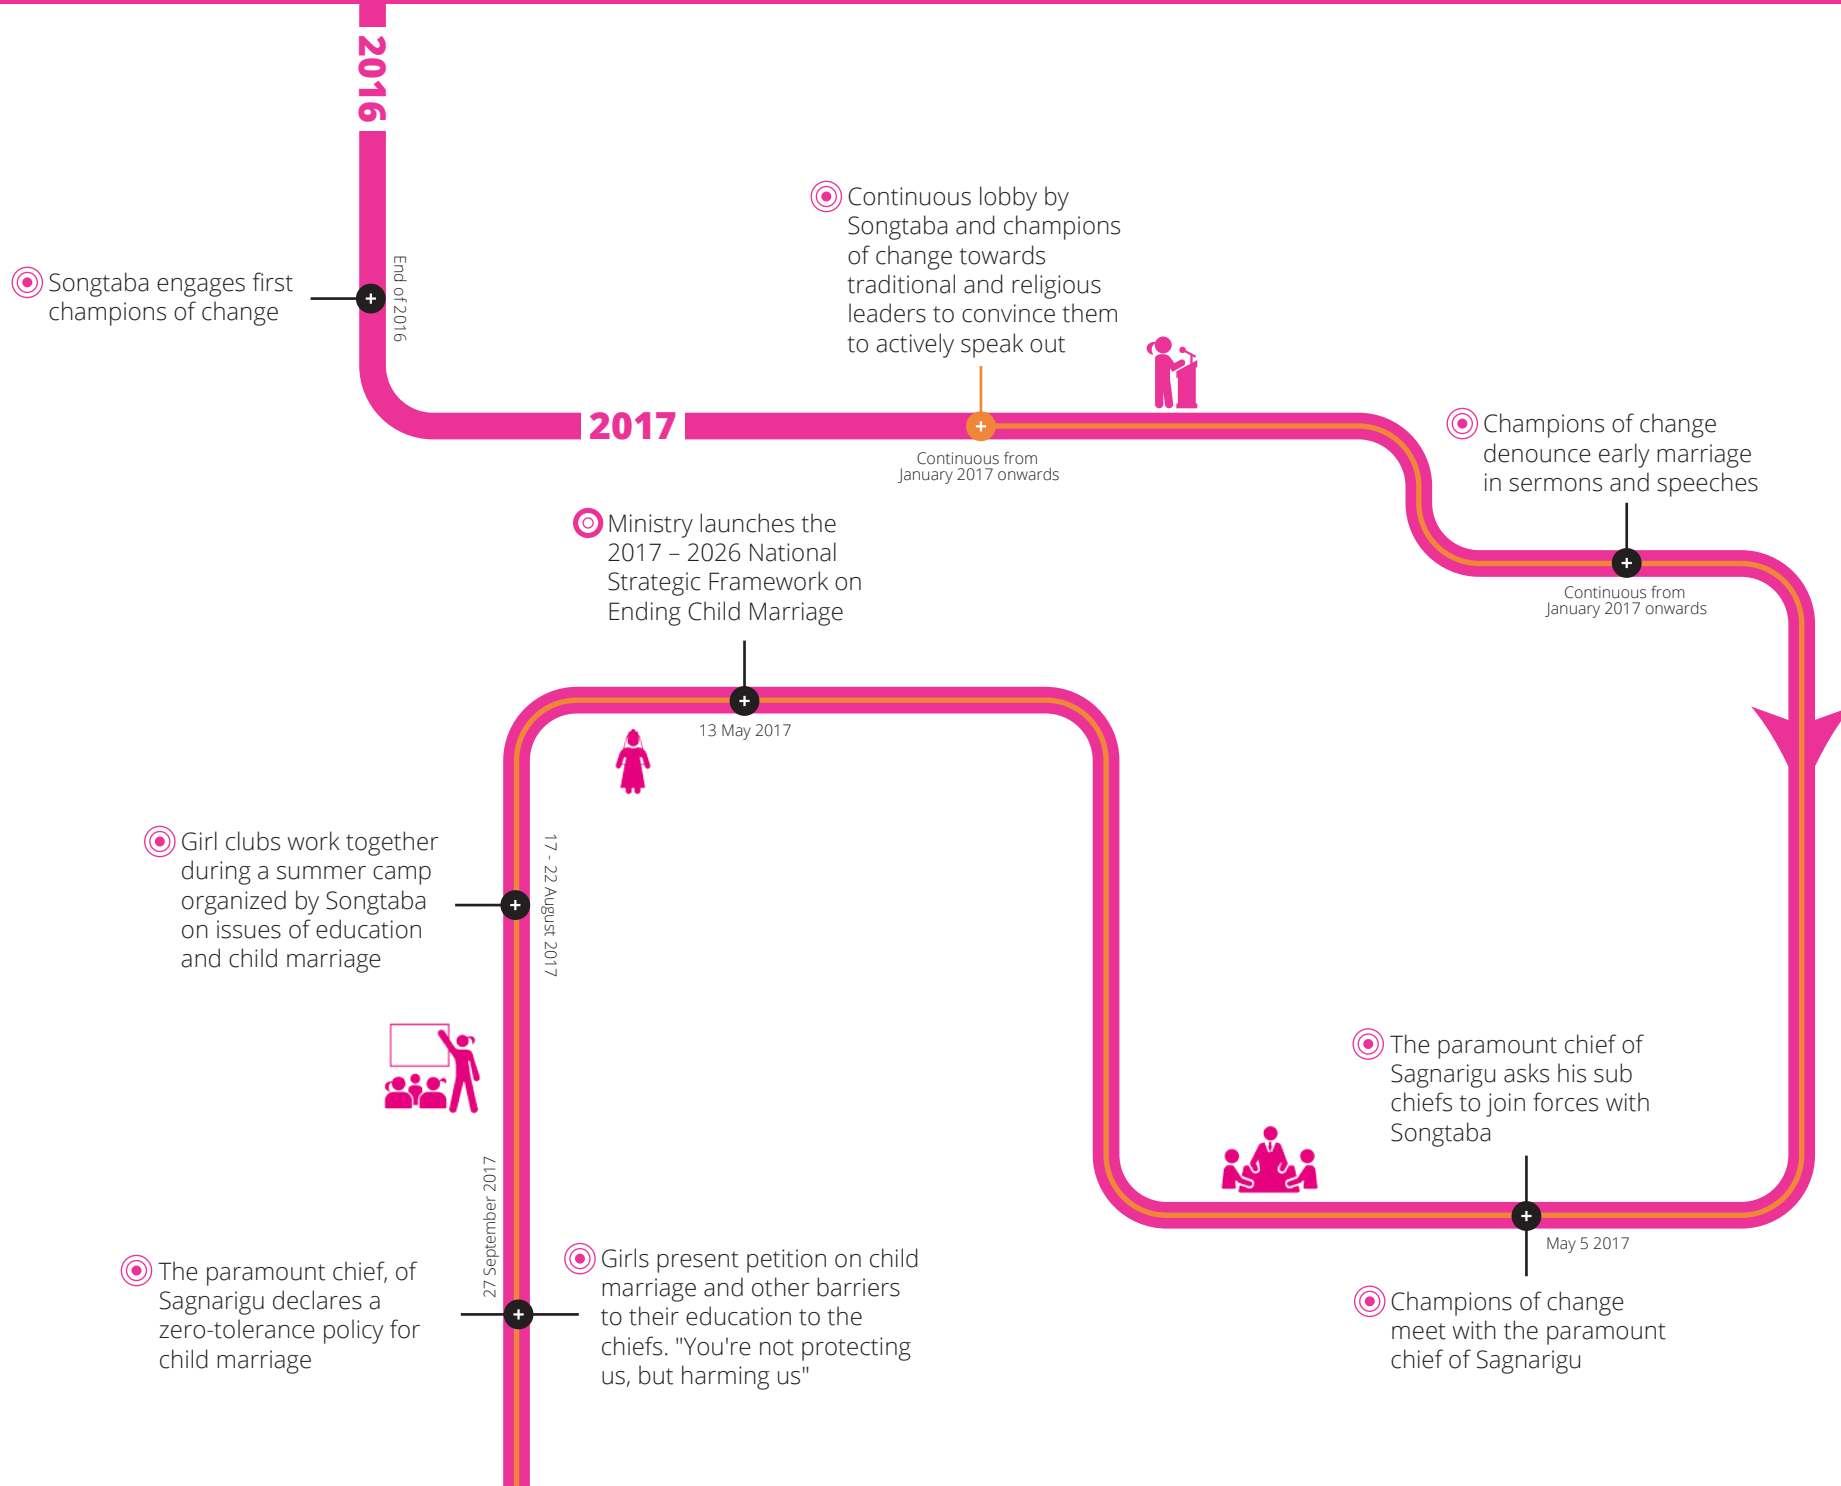 2016
Songtaba engages first
champions of change
End of 2016
2017
Continuous lobby by
Songtaba and champions
of change towards
traditional and religious
leaders to convince them
to actively speak out
Continuous from
January 2017 onwards
Champions of change
denounce early marriage
in sermons and speeches
Continuous from
January 2017 onwards
The paramount chief of
Sagnarigu asks his sub
chiefs to join forces with
Songtaba
May 5 2017
Champions of change
meet with the paramount
chief of Sagnarigu
Ministry launches the
2017 – 2026 National
Strategic Framework on
Ending Child Marriage
13 May 2017
Girl clubs work together
during a summer camp
organized by Songtaba
on issues of education
and child marriage
17 - 22 August 2017
27 September 2017
The paramount chief, of
Sagnarigu declares a
zero-tolerance policy for
child marriage
Girls present petition on child
marriage and other barriers
to their education to the
chiefs. "You're not protecting
us, but harming us"